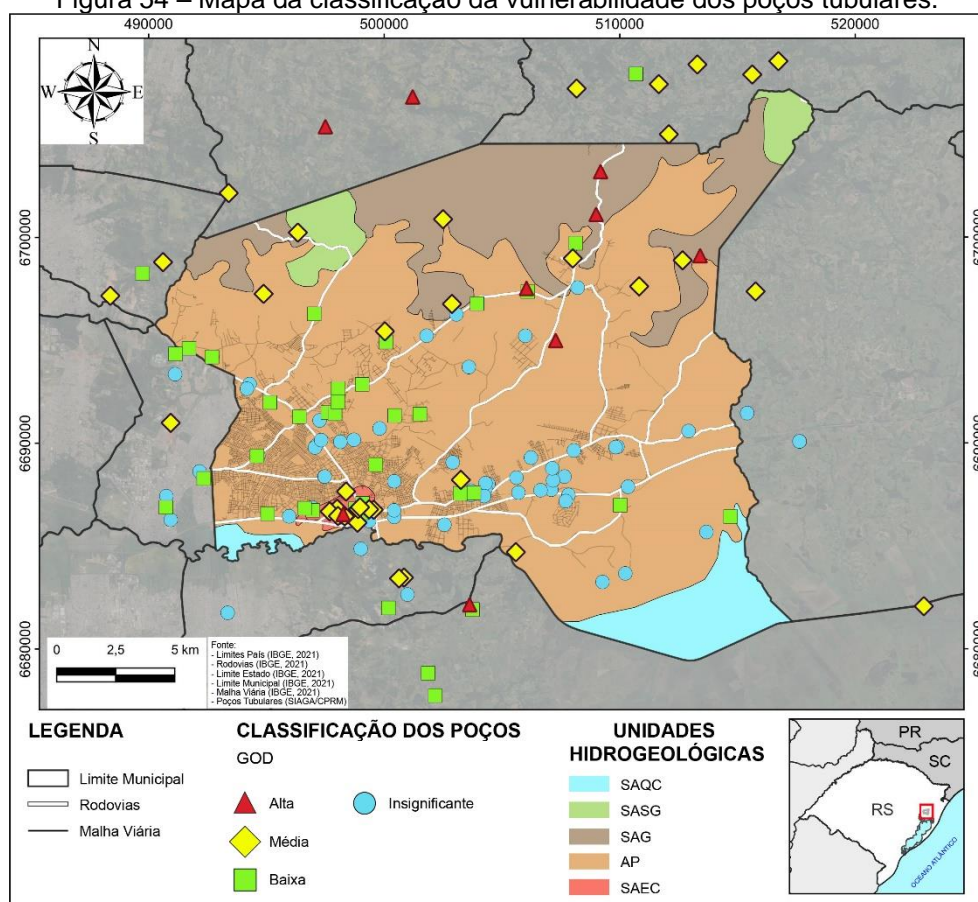 Figura 54 – Mapa da classificação da vulnerabilidade dos poços tubulares.
490000 500000 510000 520000
N
W E
S
6700000 6700000
6690000 6690000
6680000 6680000
0 2,5 5 km
Fonte:
- Limites País (IBGE, 2021)
- Rodovias (IBGE, 2021)
- Limite Estado (IBGE, 2021)
- Limite Municipal (IBGE, 2021)
- Malha Viária (IBGE, 2021)
- Poços Tubulares (SIAGA/CPRM)
LEGENDA
Limite Municipal
Rodovias
Malha Viária
CLASSIFICAÇÃO DOS POÇOS
GOD
Alta
Média
Baixa
Insignificante
UNIDADES
HIDROGEOLÓGICAS
SAQC
SASG
SAG
AP
SAEC
PR
SC
RS
OCEANO ATLÂNTICO